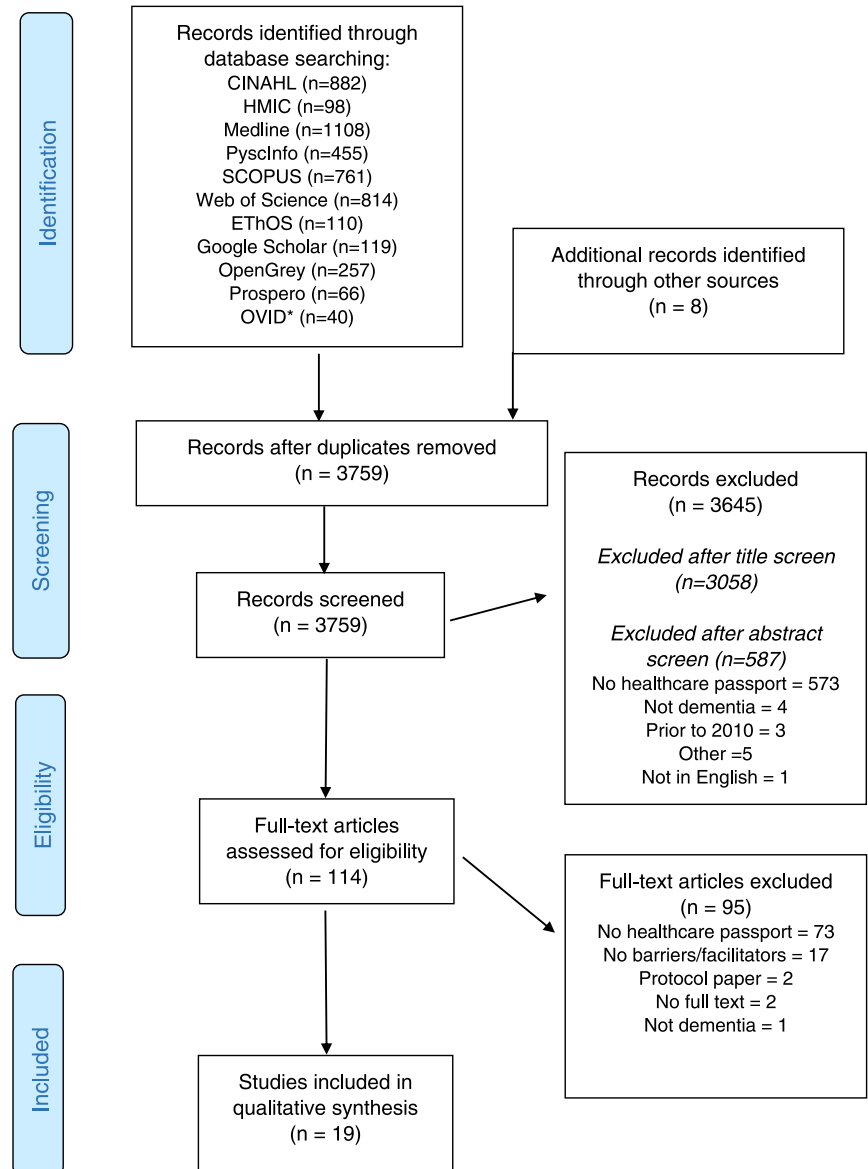 Identification
Records identified through
database searching:
CINAHL (n=882)
HMIC (n=98)
Medline (n=1108)
PyscInfo (n=455)
SCOPUS (n=761)
Web of Science (n=814)
EThOS (n=110)
Google Scholar (n=119)
OpenGrey (n=257)
Prospero (n=66)
OVID* (n=40)
Additional records identified
through other sources
(n = 8)
Screening
Records after duplicates removed
(n = 3759)
Records screened
(n = 3759)
Records excluded
(n = 3645)
Excluded after title screen
(n=3058)
Excluded after abstract
screen (n=587)
No healthcare passport = 573
Not dementia = 4
Prior to 2010 = 3
Other =5
Not in English = 1
Eligibility
Full-text articles
assessed for eligibility
(n = 114)
Full-text articles excluded
(n = 95)
No healthcare passport = 73
No barriers/facilitators = 17
Protocol paper = 2
No full text = 2
Not dementia = 1
Included
Studies included in
qualitative synthesis
(n = 19)